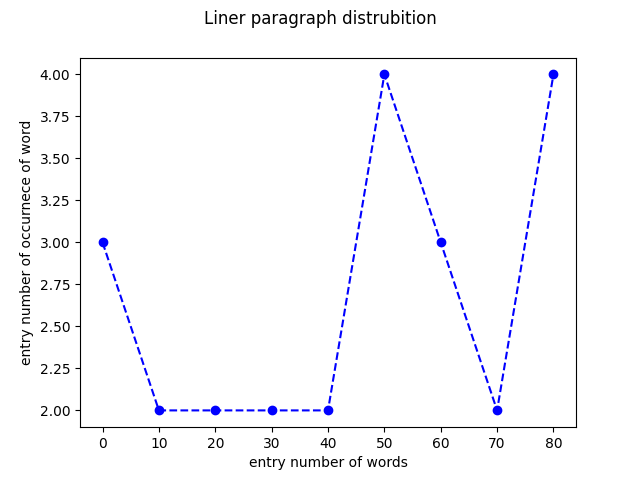 Liner paragraph distrubition
4.00
3.75
3.50
3.25
3.00
2.75
2.50
2.25
2.00
entry number of occurnece of word
0 10 20 30 40 50 60 70 80
entry number of words